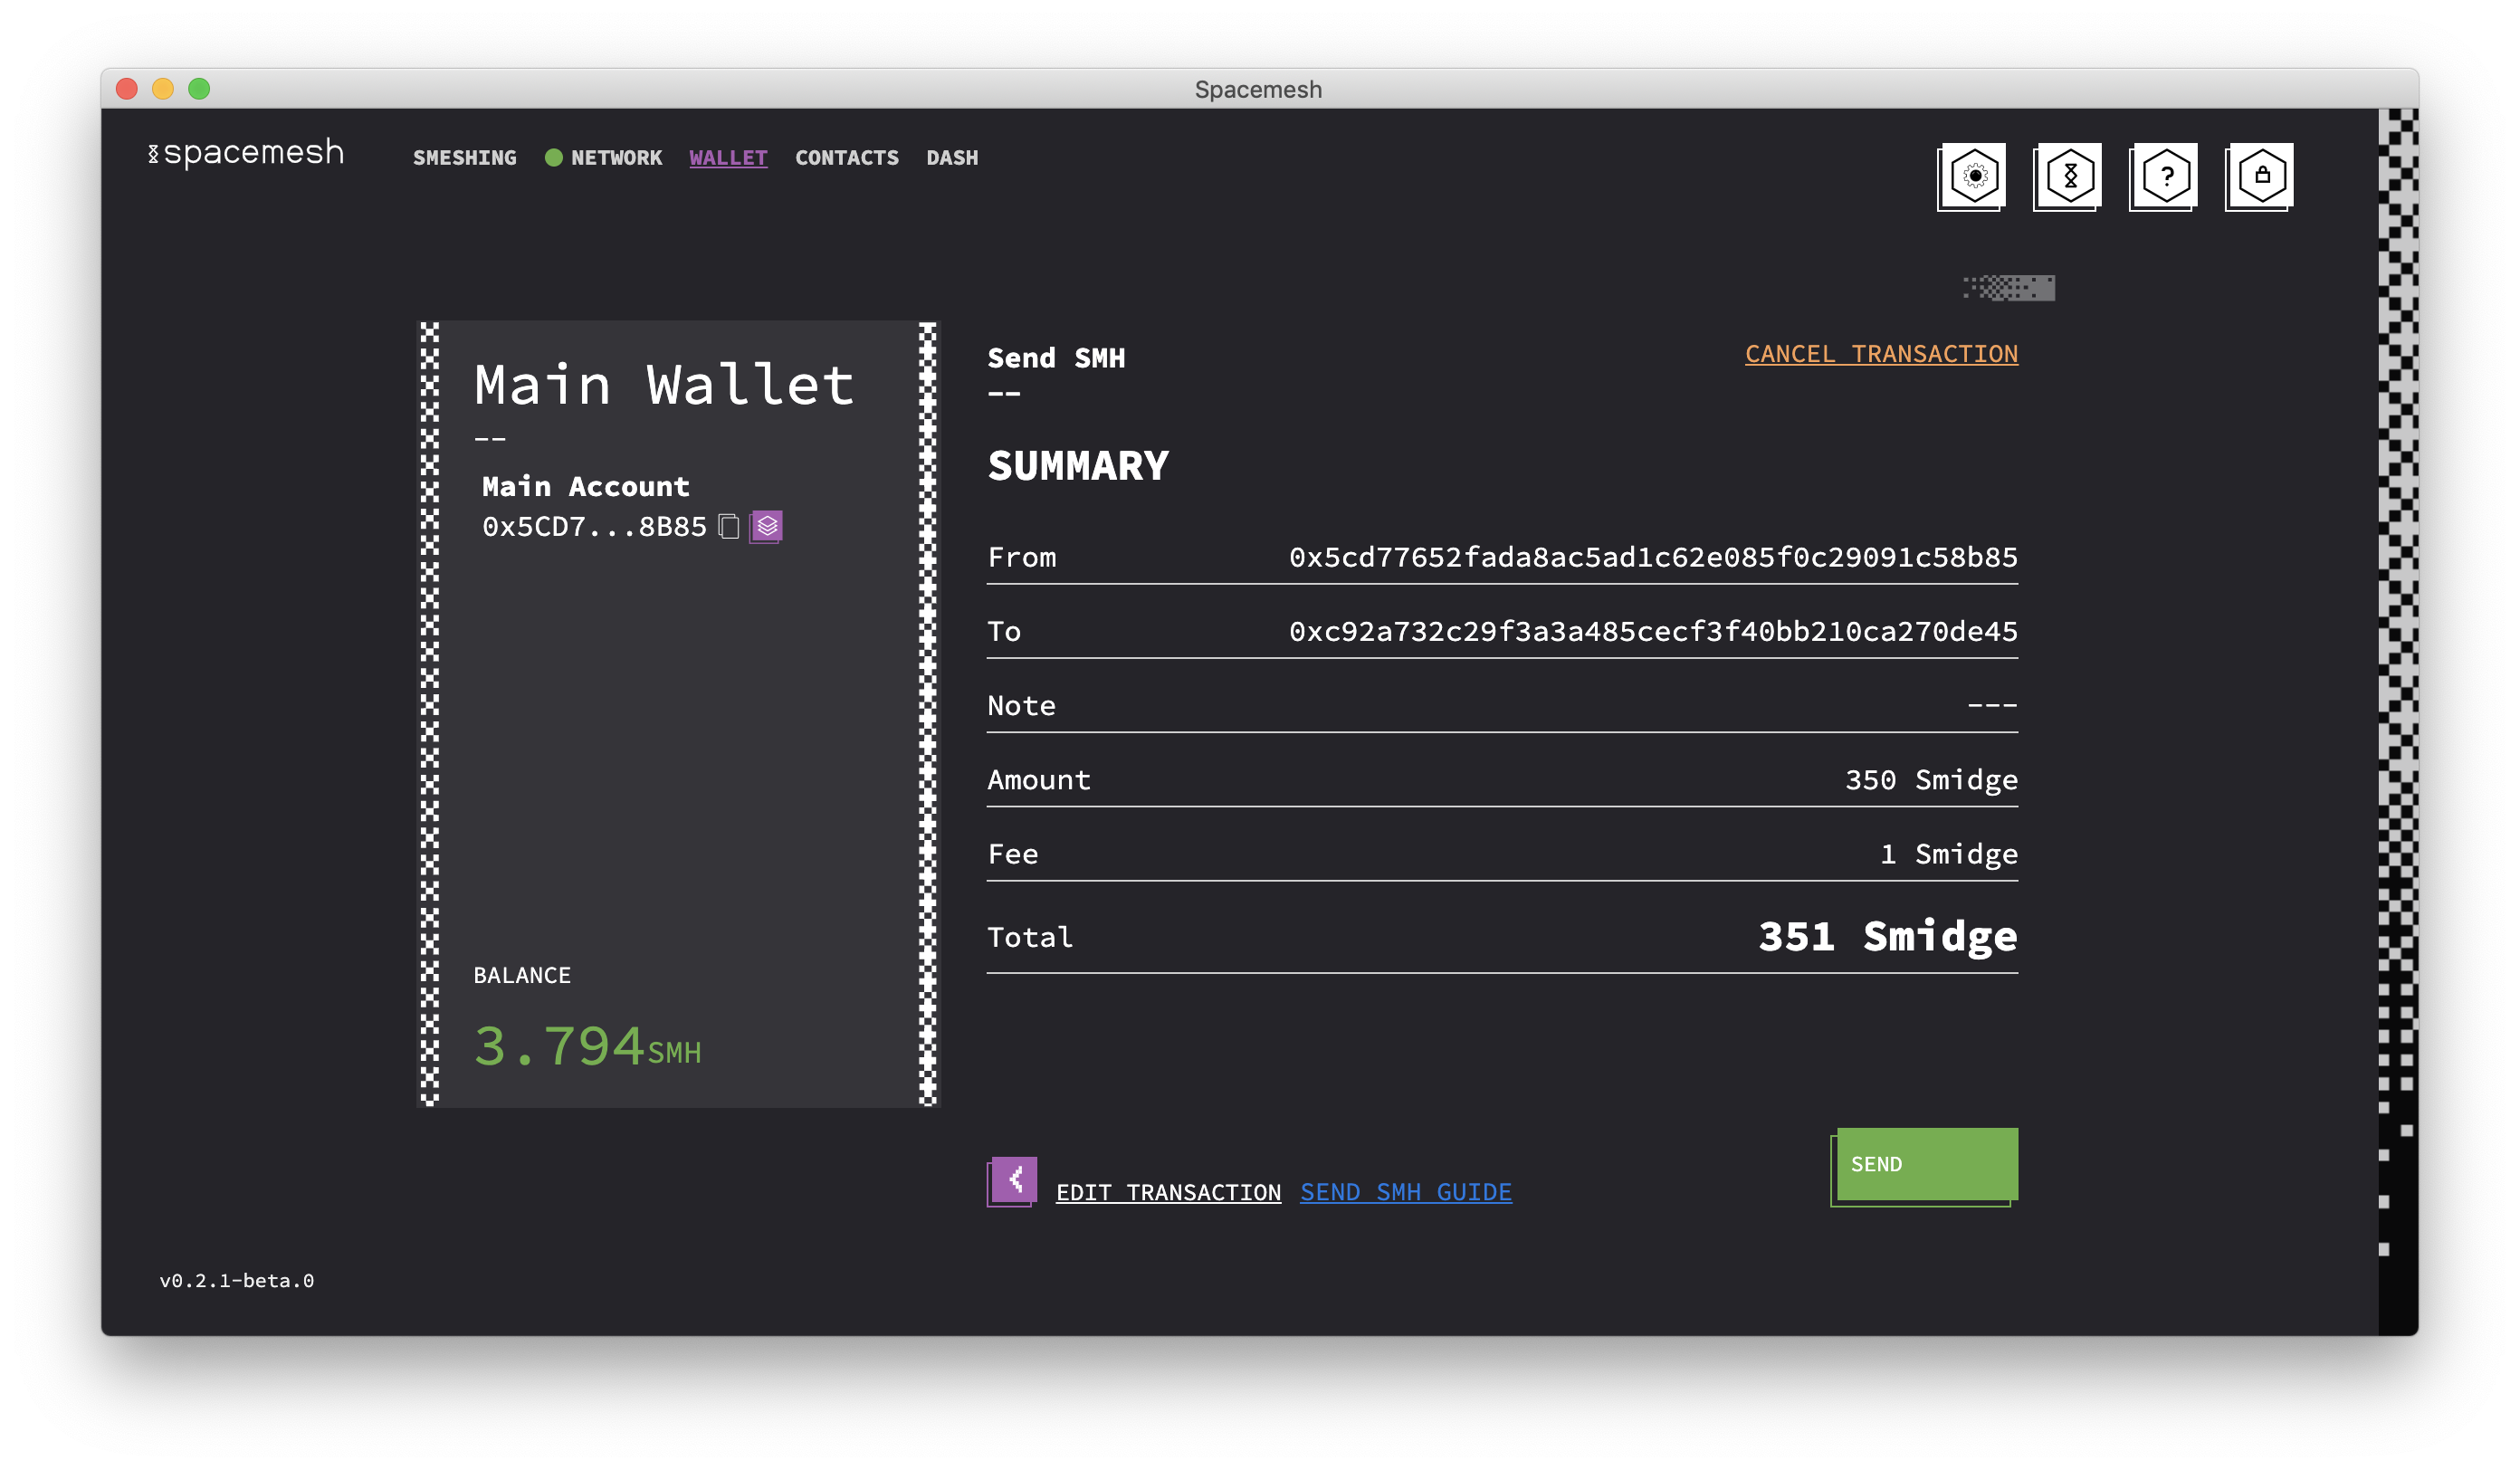 Spacemesh
spacemesh
SMESHING NETWORK WALLET CONTACTS DASH
?
Main Wallet
--
Main Account
0x5CD7...8B85
BALANCE
3.794SMH
Send SMH
--
CANCEL TRANSACTION
SUMMARY
From 0x5cd77652fada8ac5ad1c62e085f0c29091c58b85
To 0xc92a732c29f3a3a485cecf3f40bb210ca270de45
Note ---
Amount 350 Smidge
Fee 1 Smidge
Total 351 Smidge
EDIT TRANSACTION SEND SMH GUIDE
SEND
v0.2.1-beta.0